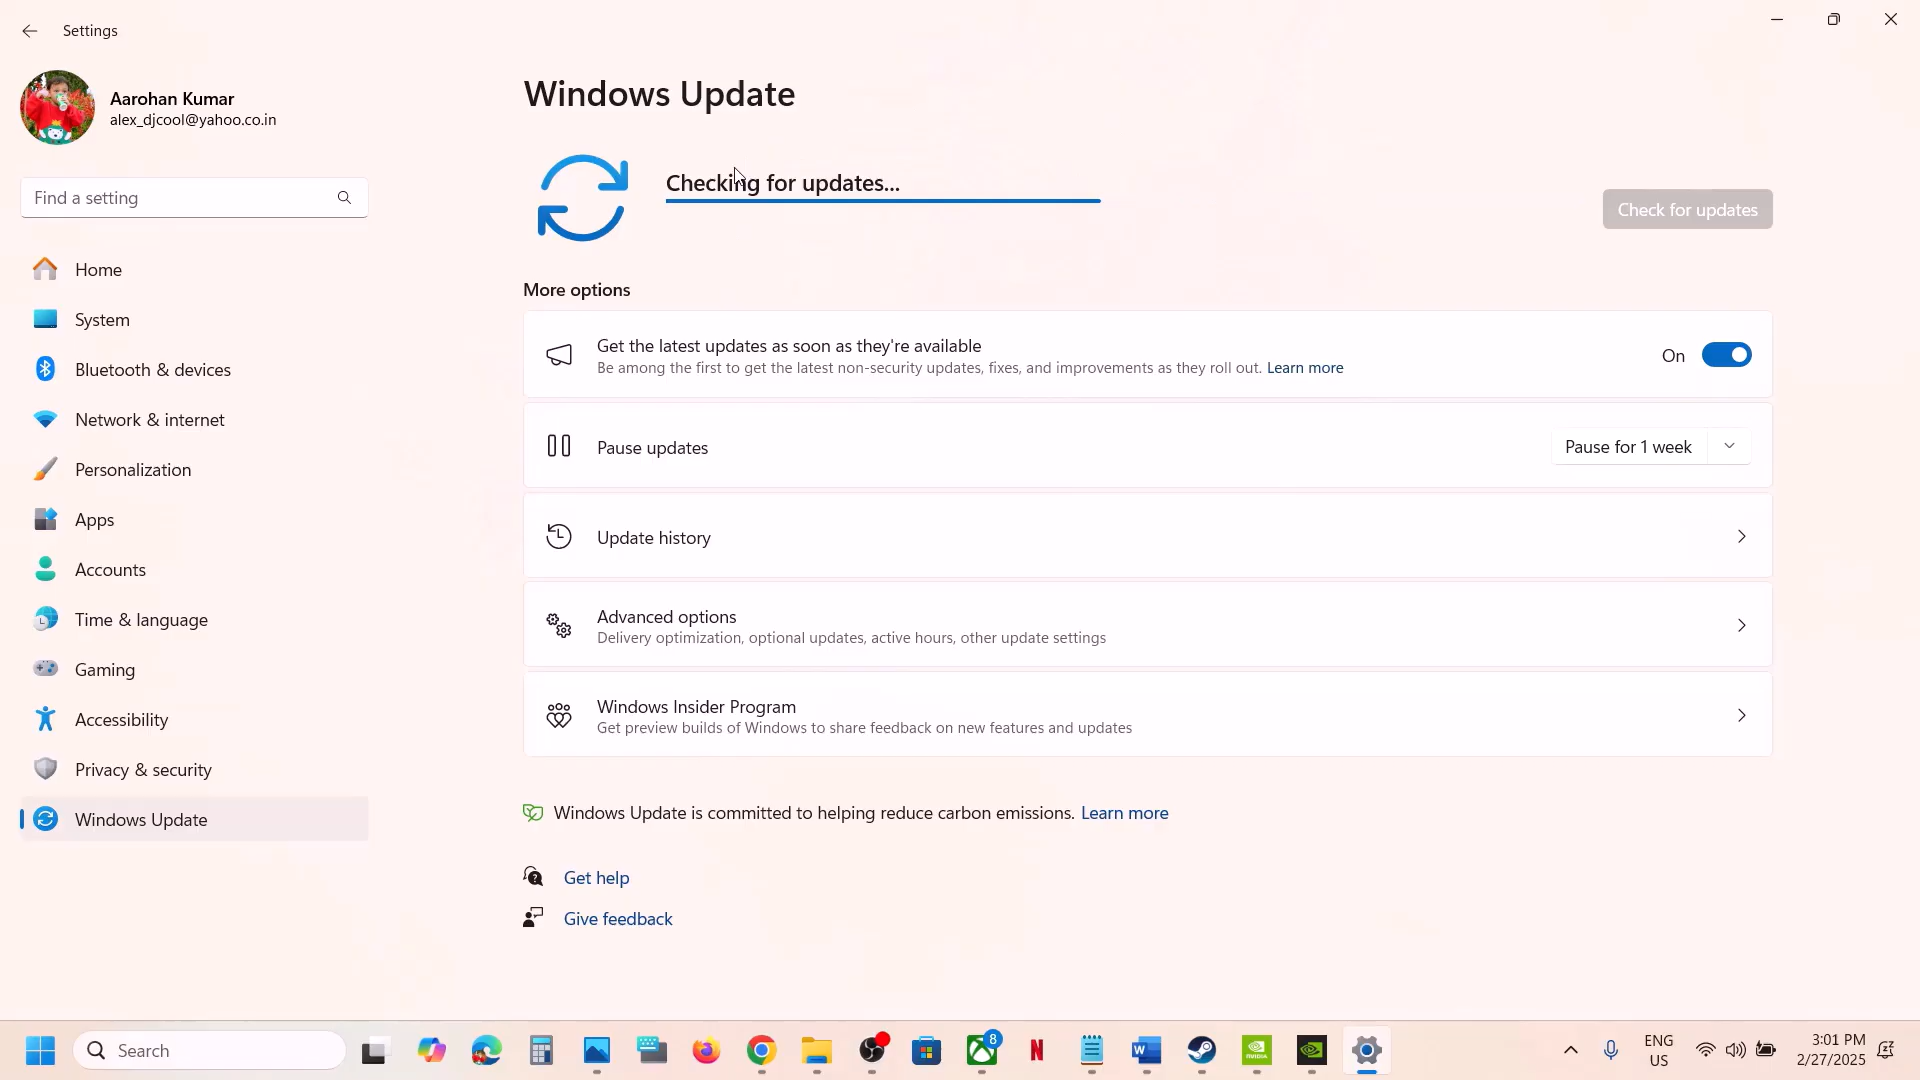 Settings
Aarohan Kumar
alex_djcool@yahoo.co.in
Find a setting
Home
System
Bluetooth & devices
Network & internet
Personalization
Apps
Accounts
Time & language
Gaming
Accessibility
Privacy & security
Windows Update
Windows Update
Checking for updates...
Check for updates
More options
Get the latest updates as soon as they're available
Be among the first to get the latest non-security updates, fixes, and improvements as they roll out. Learn more
On
Pause updates
Pause for 1 week
Update history
Advanced options
Delivery optimization, optional updates, active hours, other update settings
Windows Insider Program
Get preview builds of Windows to share feedback on new features and updates
Windows Update is committed to helping reduce carbon emissions. Learn more
Get help
Give feedback
Search
8
N
W
NVIDIA
ENG
US
3:01 PM
2/27/2025